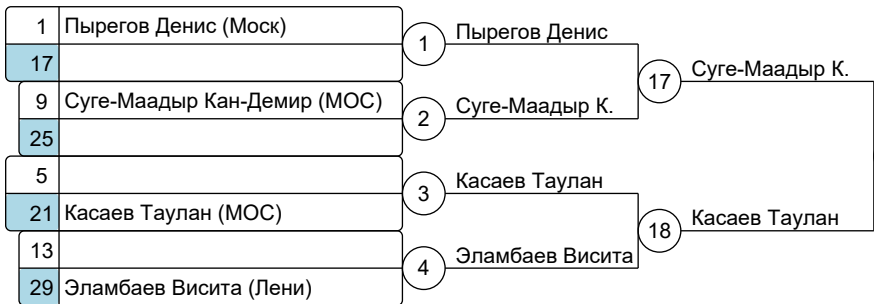 1 Пырегов Денис (Моск)
17
9 Суге-Маадыр Кан-Демир (МОС)
25
5
21 Касаев Таулан (МОС)
13
29 Эламбаев Висита (Лени)
1 Пырегов Денис
2 Суге-Маадыр К.
3 Касаев Таулан
4 Эламбаев Висита
17 Суге-Маадыр К.
18 Касаев Таулан